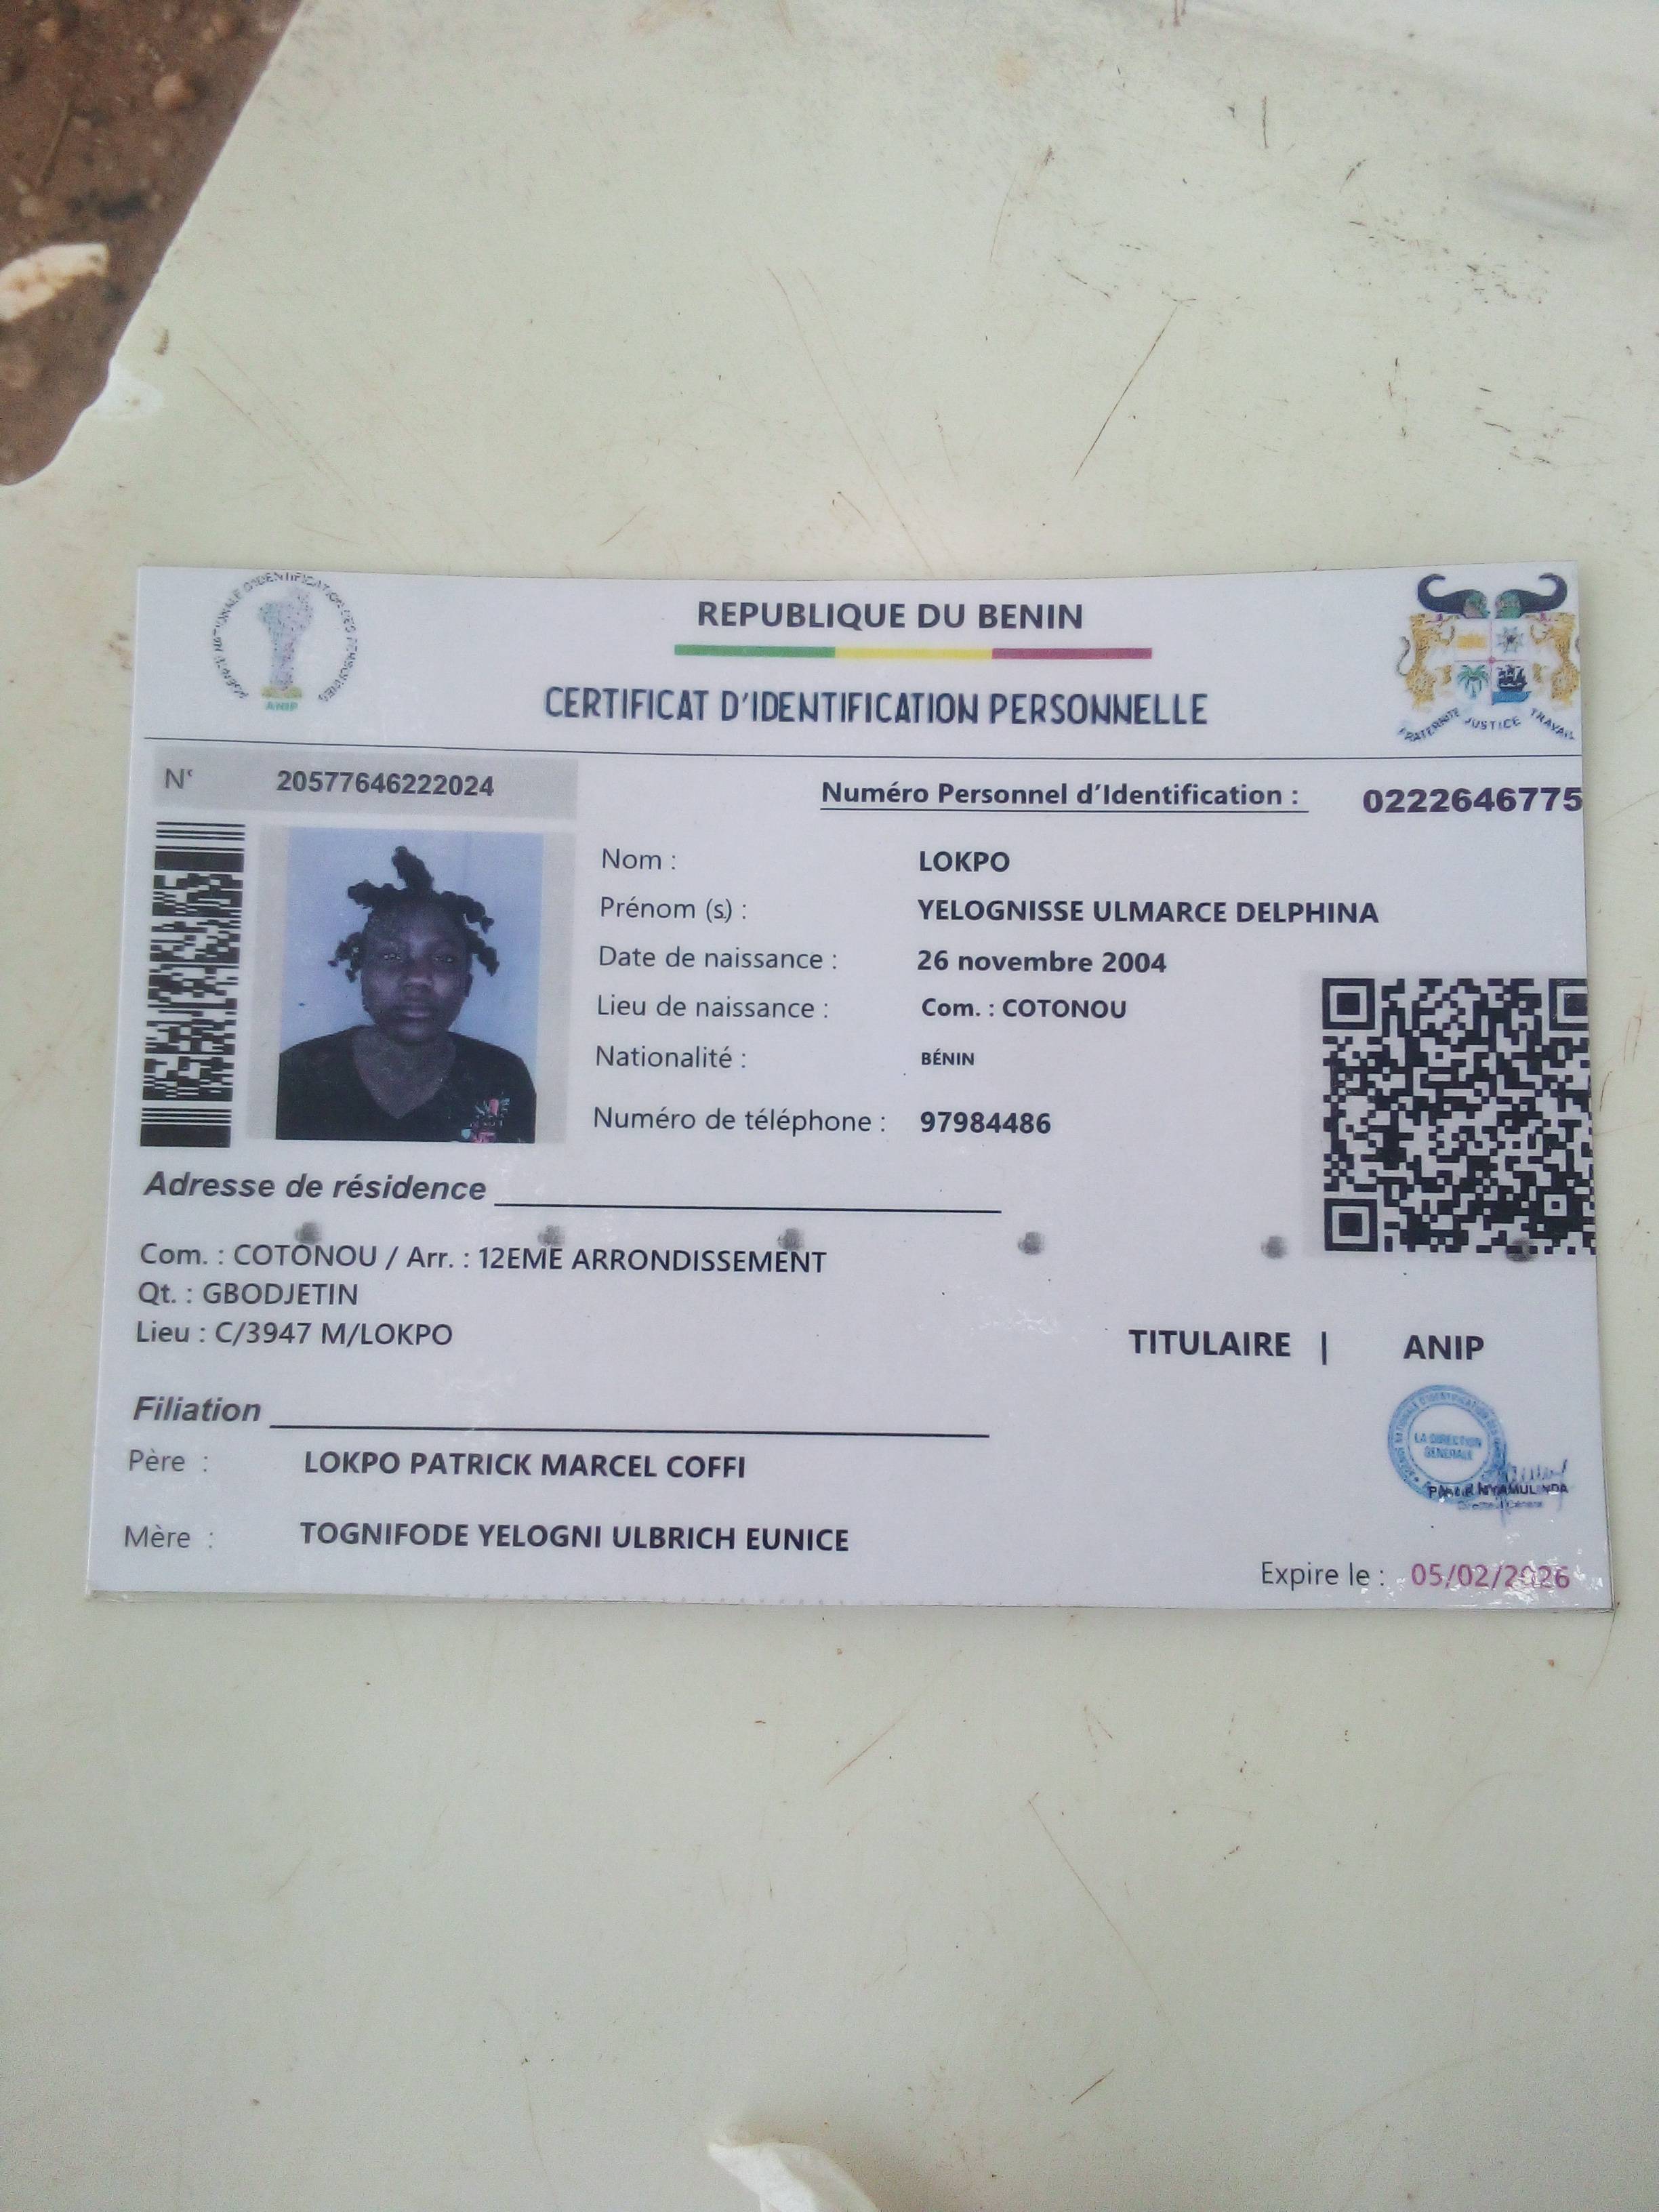 AGENCE NATIONALE D'IDENTIFICATION DES PERSONNES
ANIP
REPUBLIQUE DU BENIN
CERTIFICAT D'IDENTIFICATION PERSONNELLE
FRATERNITE JUSTICE TRAVAIL
N° 20577646222024
Numéro Personnel d'Identification : 0222646775
Nom : LOKPO
Prénom (s) : YELOGNISSE ULMARCE DELPHINA
Date de naissance : 26 novembre 2004
Lieu de naissance : Com. : COTONOU
Nationalité : BÉNIN
Numéro de téléphone : 97984486
Adresse de résidence
Com. : COTONOU / Arr. : 12EME ARRONDISSEMENT
Qt. : GBODJETIN
Lieu : C/3947 M/LOKPO
TITULAIRE | ANIP
Filiation
Père : LOKPO PATRICK MARCEL COFFI
LA DIRECTION
GENERALE
Mère : TOGNIFODE YELOGNI ULBRICH EUNICE
Expire le : 05/02/2026